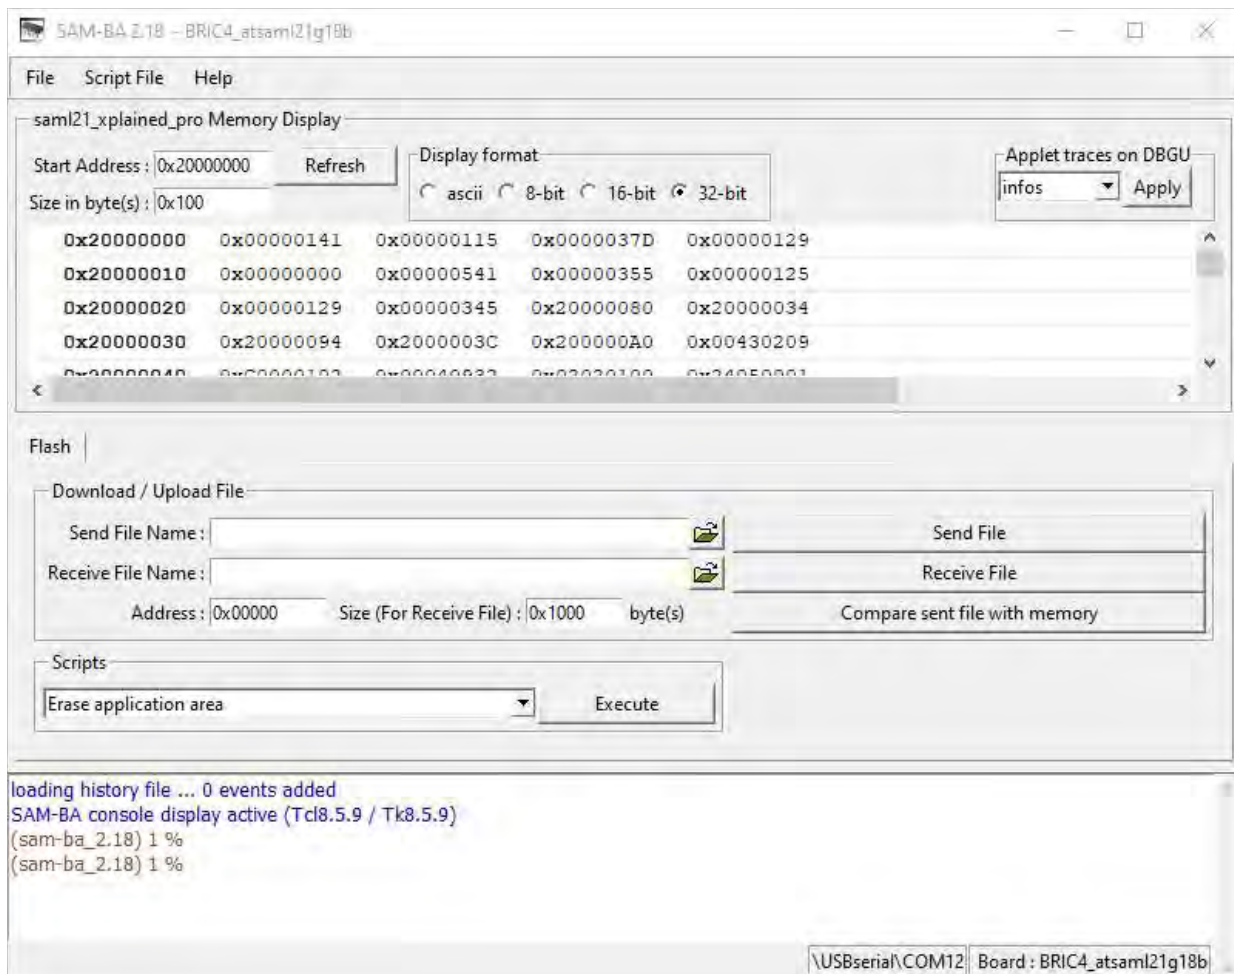 SAM-BA 2.18 - BRIC4_atsaml21g18b
File Script File Help
saml21_xplained_pro Memory Display
Start Address : 0x20000000 Refresh
Size in byte(s) : 0x100
Display format
ascii 8-bit 16-bit 32-bit
Applet traces on DBGU
infos Apply
0x20000000 0x00000141 0x00000115 0x0000037D 0x00000129
0x20000010 0x00000000 0x00000541 0x00000355 0x00000125
0x20000020 0x00000129 0x00000345 0x20000080 0x20000034
0x20000030 0x20000094 0x2000003C 0x200000A0 0x00430209
0x20000040
Flash
Download / Upload File
Send File Name : Send File
Receive File Name : Receive File
Address : 0x00000 Size (For Receive File) : 0x1000 byte(s) Compare sent file with memory
Scripts
Erase application area Execute
loading history file ... 0 events added
SAM-BA console display active (Tcl8.5.9 / Tk8.5.9)
(sam-ba_2.18) 1 %
(sam-ba_2.18) 1 %
\USBserial\COM12 Board : BRIC4_atsaml21g18b